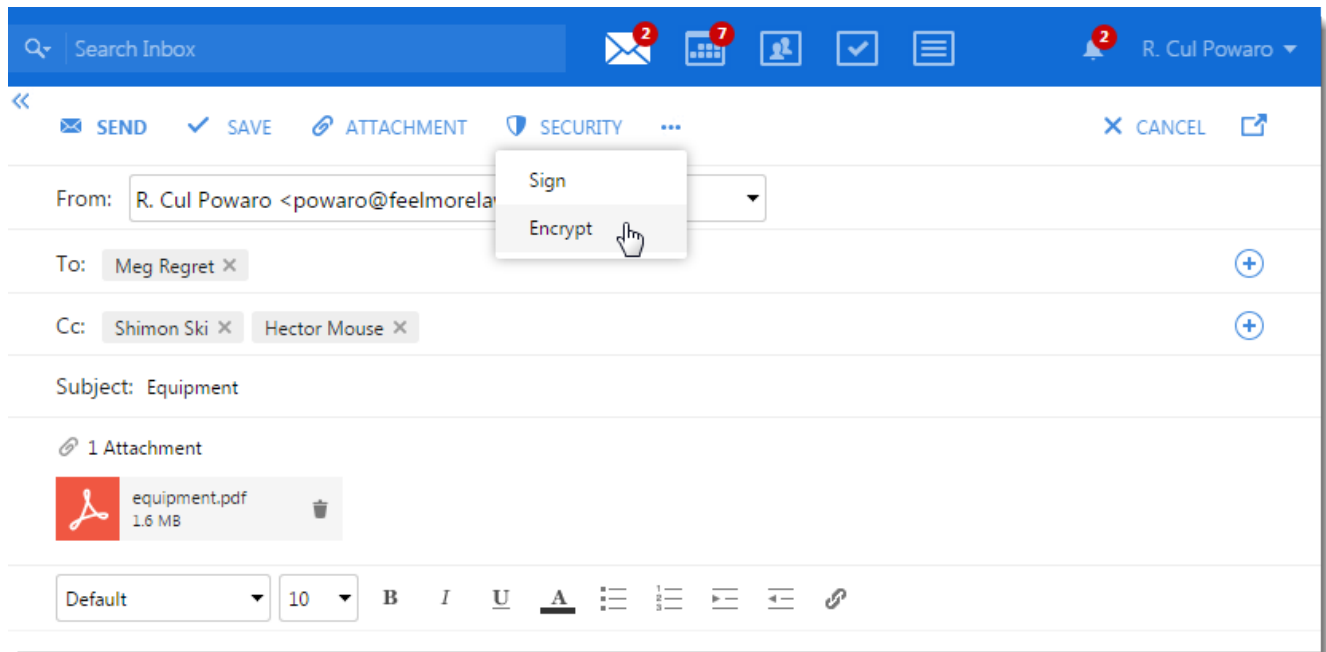 Search Inbox 2 7 2 R. Cul Powaro
SEND SAVE ATTACHMENT SECURITY ••• CANCEL
Sign
From: R. Cul Powaro <powaro@feelmorela
Encrypt
To: Meg Regret ×
Cc: Shimon Ski × Hector Mouse ×
Subject: Equipment
1 Attachment
equipment.pdf
1.6 MB
Default 10 B I U A